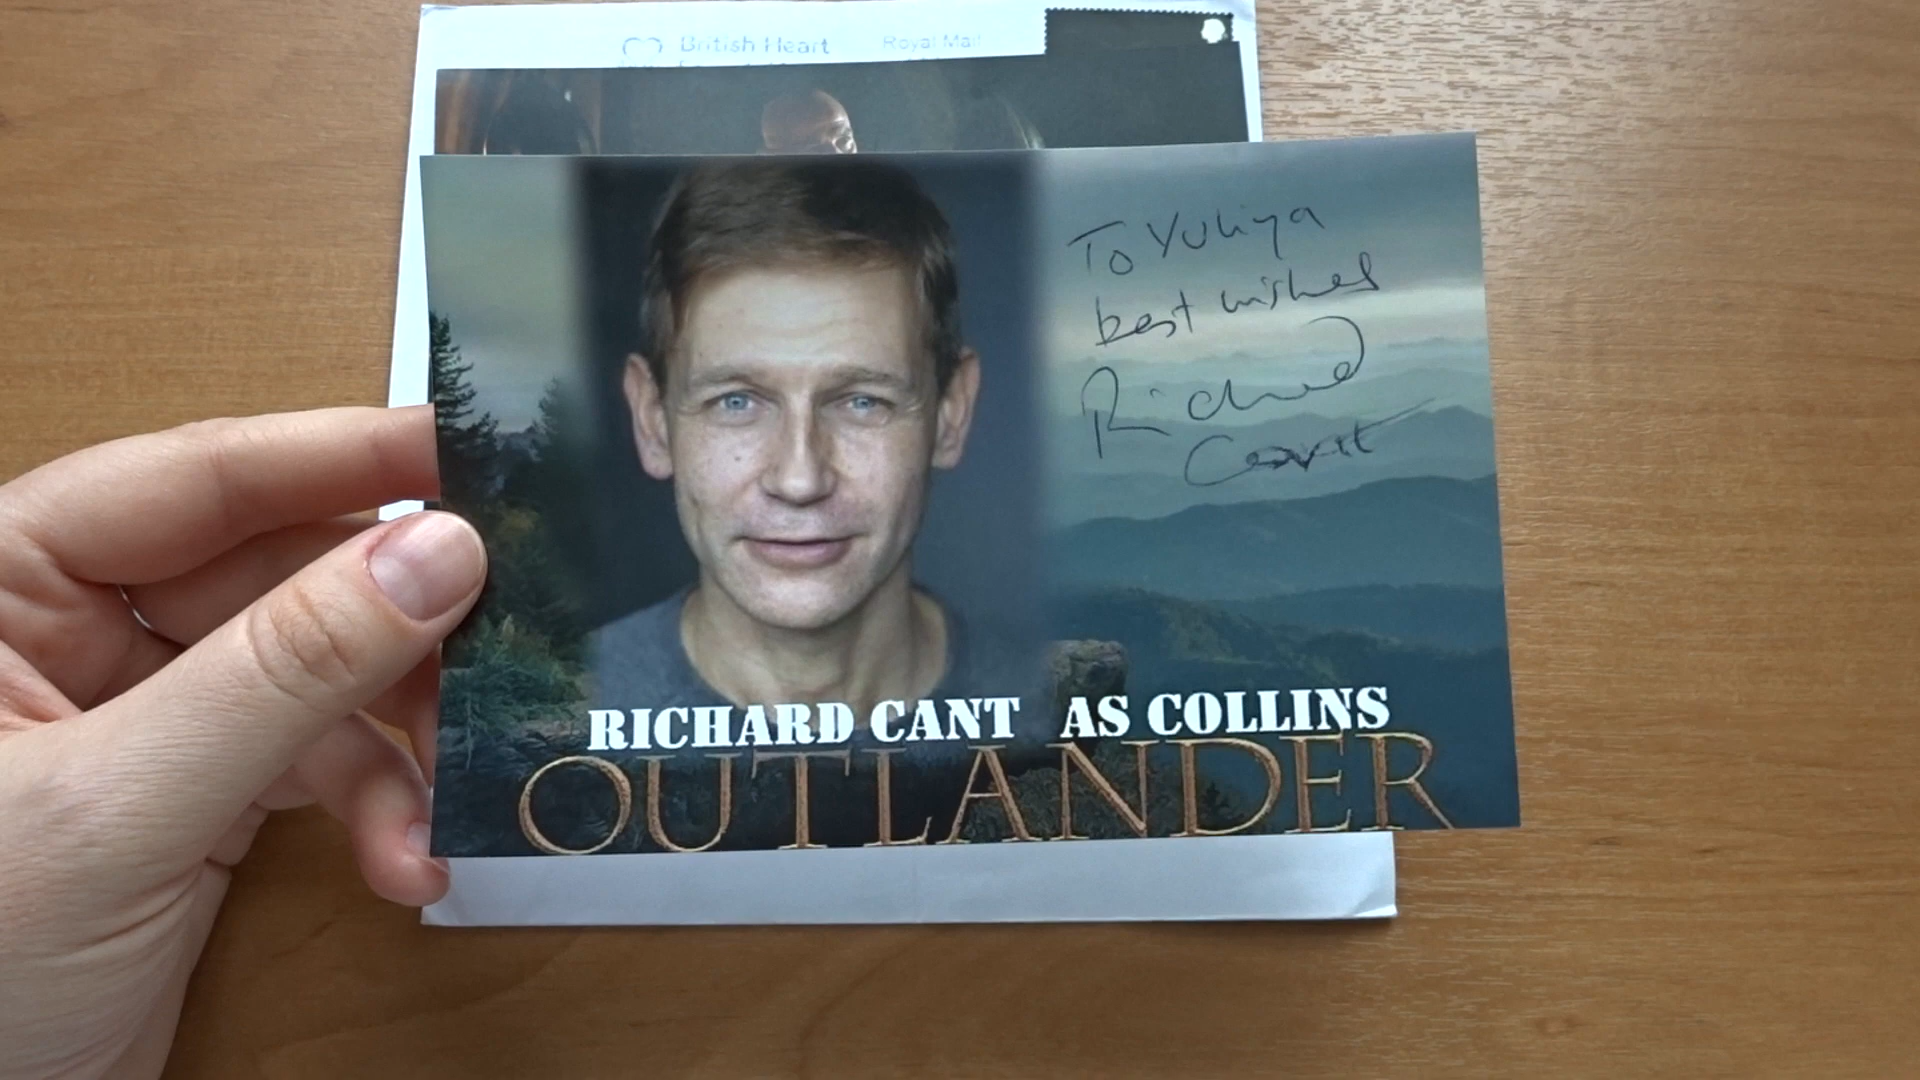 British Heart
Royal Mail
To Yuliya
best wishes
Richard
Cant
RICHARD CANT AS COLLINS
OUTLANDER